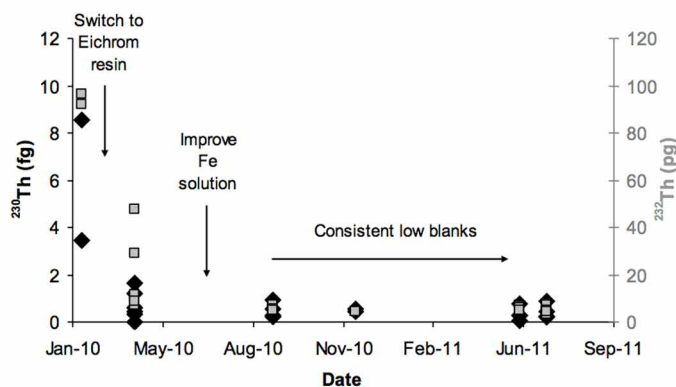 Switch to
Eichrom
resin
Improve
Fe
solution
Consistent low blanks
12
10
8
6
4
2
0
²³⁰Th (fg)
120
100
80
60
40
20
0
²³²Th (pg)
Jan-10 May-10 Aug-10 Nov-10 Feb-11 Jun-11 Sep-11
Date